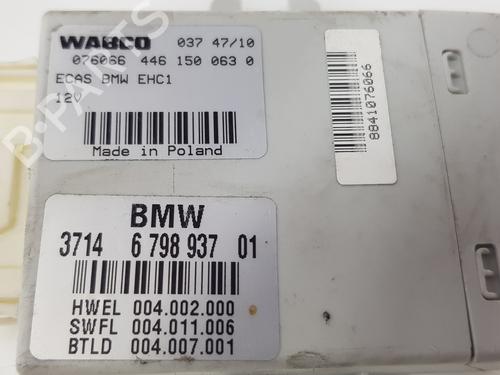 WABCO 037 47/10
076066 446 150 063 0
ECAS BMW EHC1
12V
Made in Poland
8841076066
BMW
3714 6 798 937 01
HWEL 004.002.000
SWFL 004.011.006
BTLD 004.007.001
B-PARTS